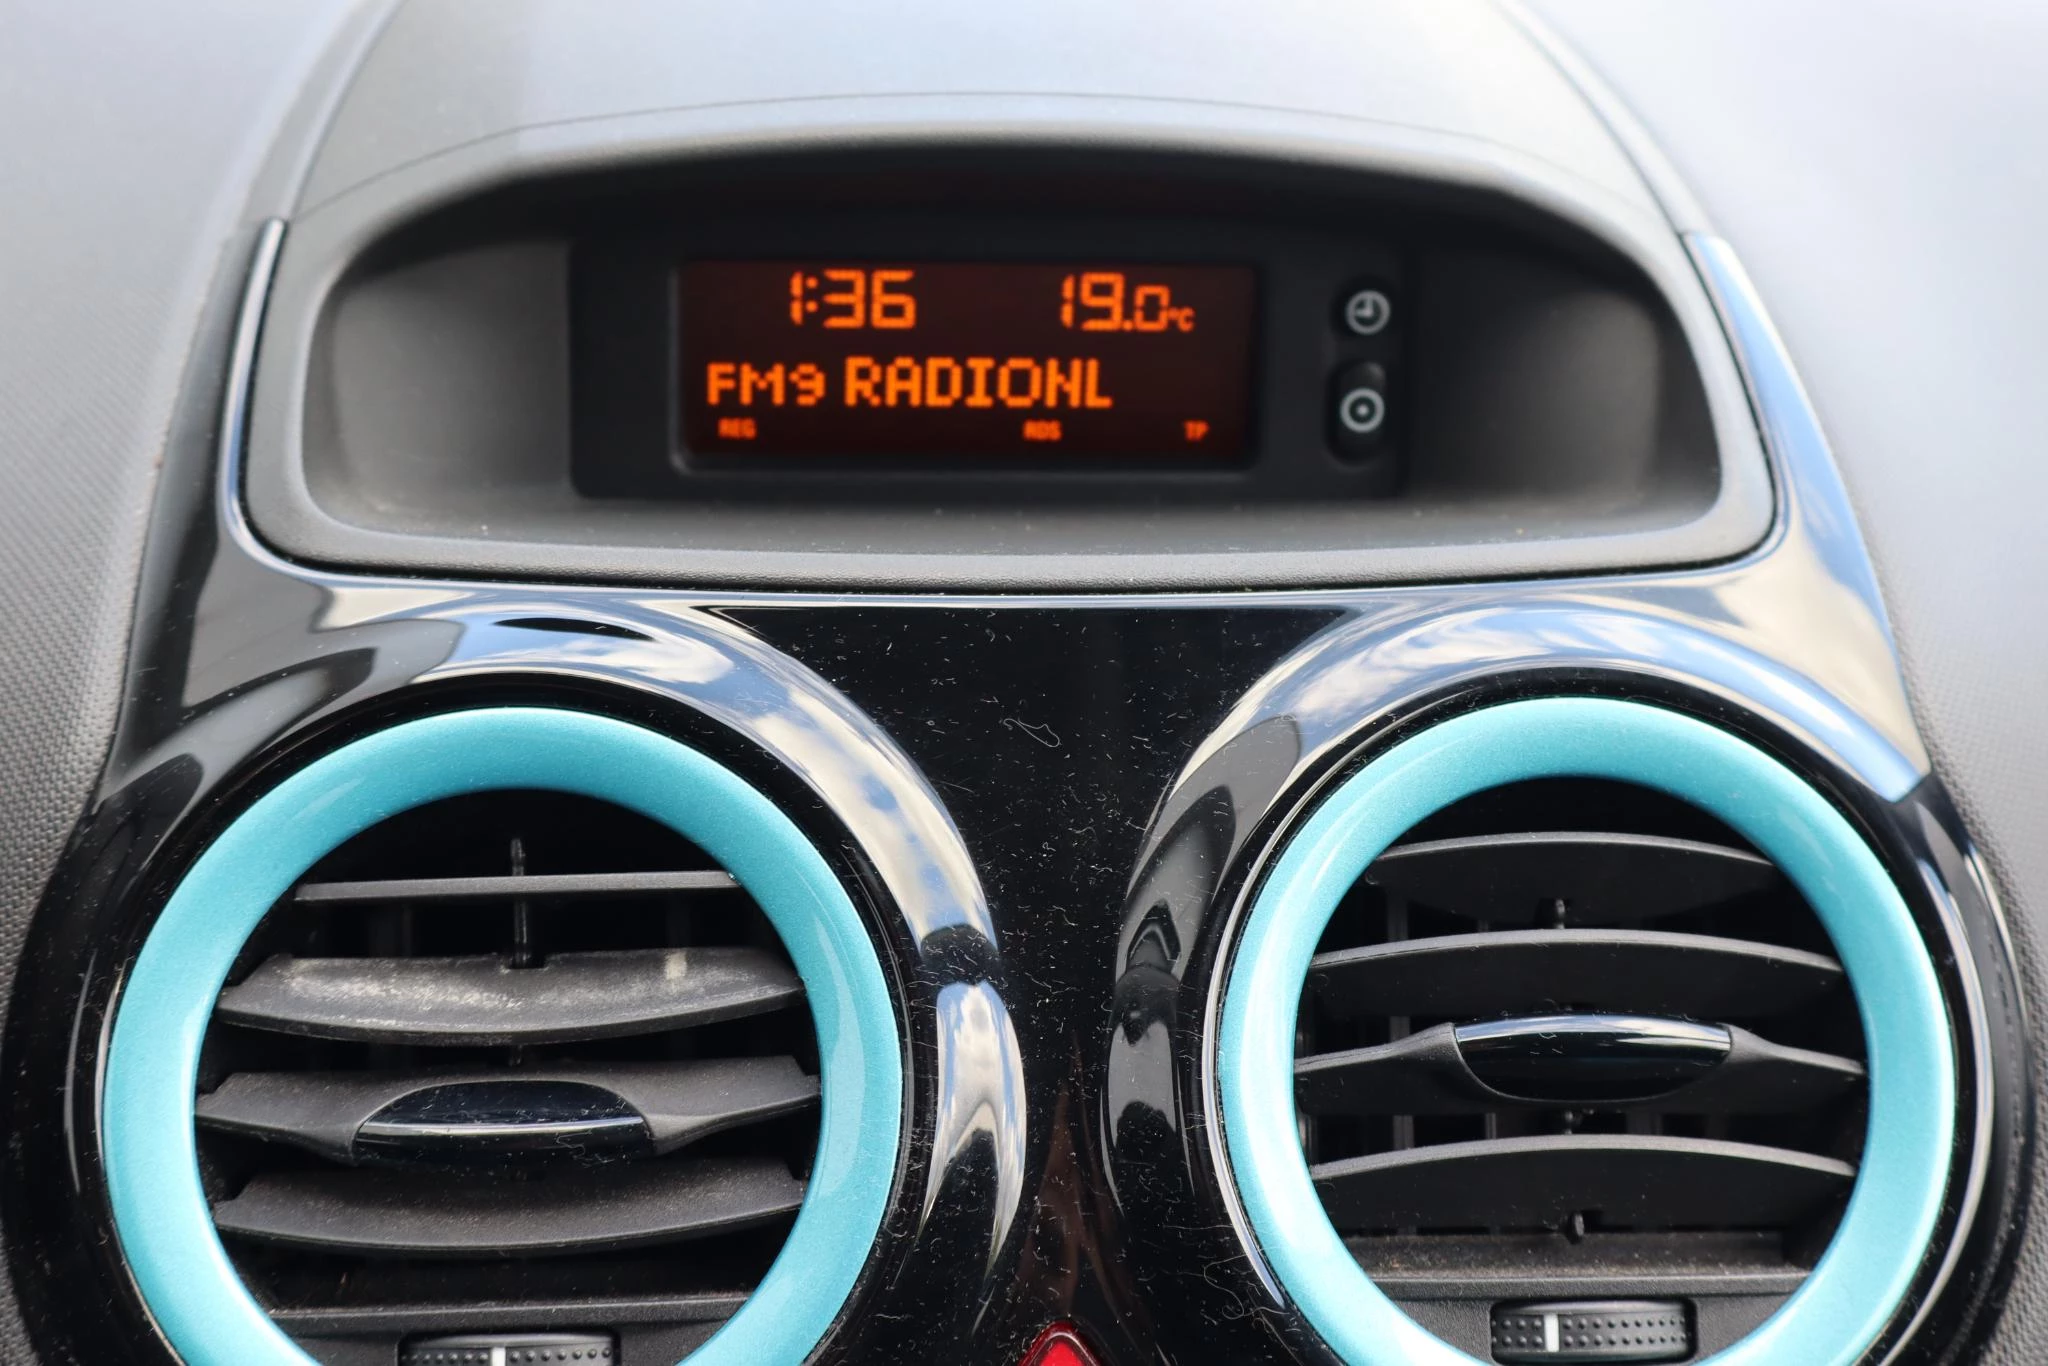 1:36 19.0°C
FM9 RADIONL
REG RDS TP